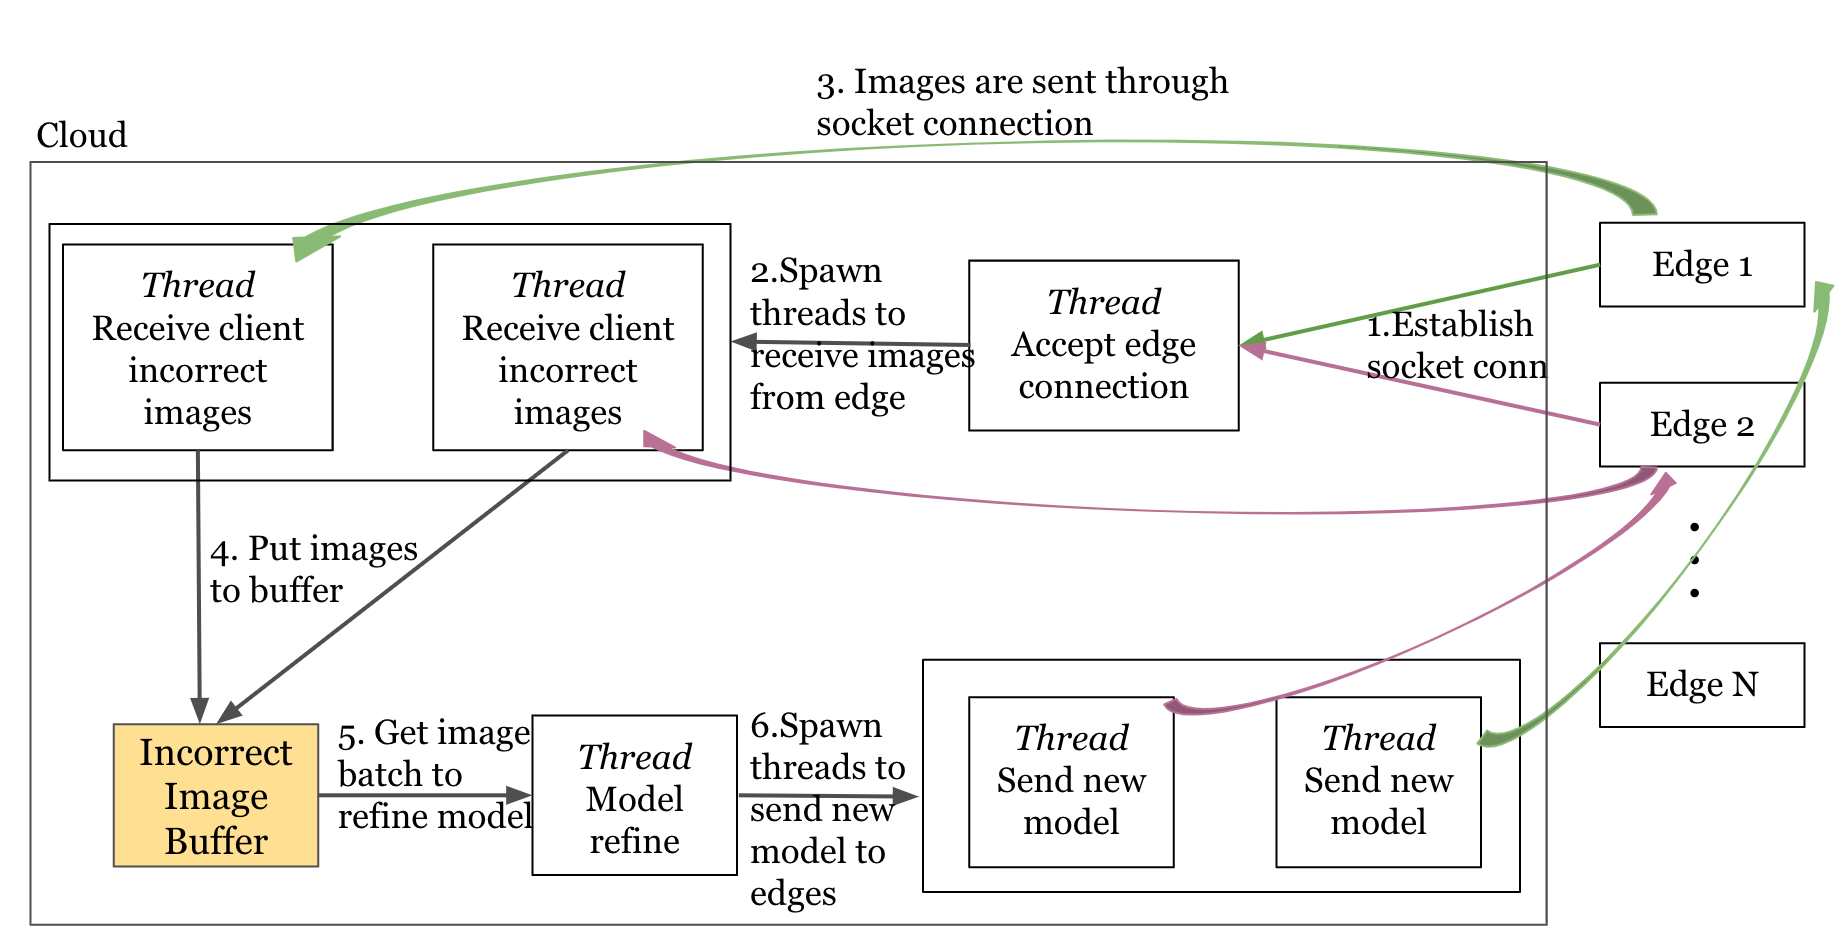 3. Images are sent through
socket connection
Cloud
Thread
Receive client
incorrect
images
Thread
Receive client
incorrect
images
2.Spawn
threads to
receive images
from edge
Thread
Accept edge
connection
1.Establish
socket conn
Edge 1
Edge 2
Edge N
4. Put images
to buffer
Incorrect
Image
Buffer
5. Get image
batch to
refine model
Thread
Model
refine
6.Spawn
threads to
send new
model to
edges
Thread
Send new
model
Thread
Send new
model